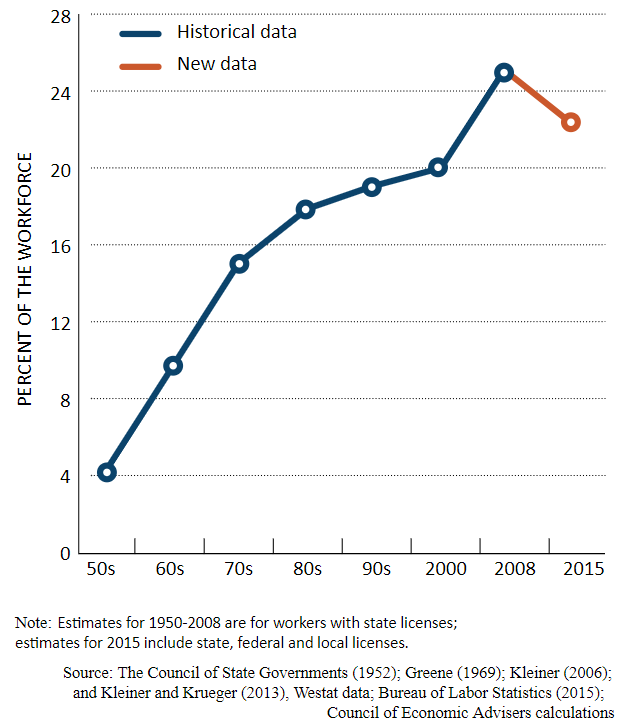 28
Historical data
New data
24
20
16
12
8
4
0
PERCENT OF THE WORKFORCE
50s 60s 70s 80s 90s 2000 2008 2015
Note: Estimates for 1950-2008 are for workers with state licenses;
estimates for 2015 include state, federal and local licenses.
Source: The Council of State Governments (1952); Greene (1969); Kleiner (2006);
and Kleiner and Krueger (2013), Westat data; Bureau of Labor Statistics (2015);
Council of Economic Advisers calculations